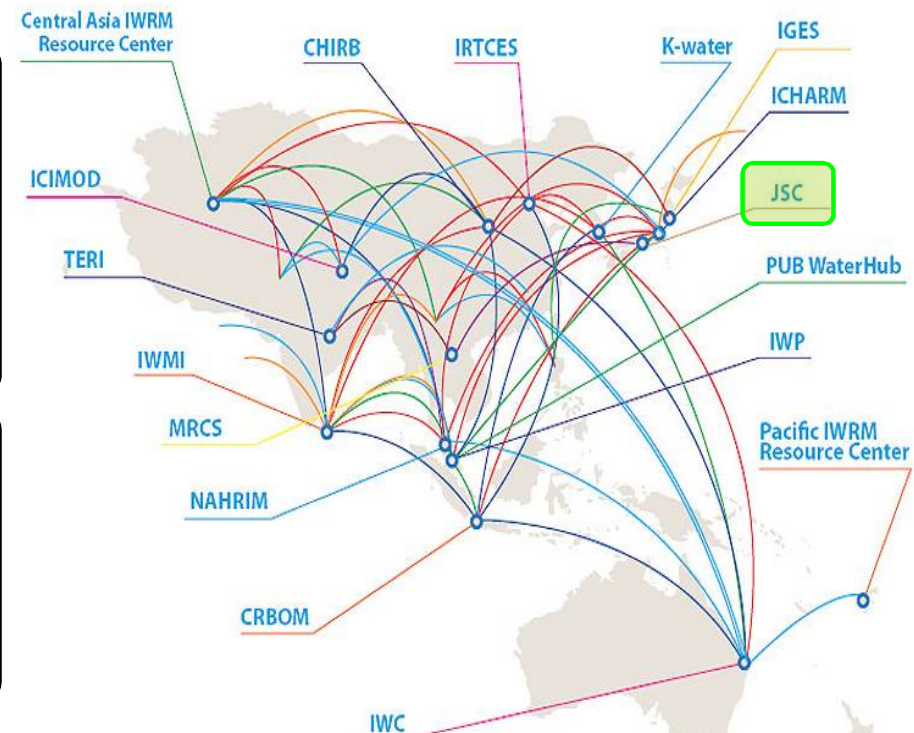 Central Asia IWRM
Resource Center
CHIRB
IRTCES
K-water
IGES
ICHARM
ICIMOD
JSC
TERI
PUB WaterHub
IWP
IWMI
MRCS
Pacific IWRM
Resource Center
NAHRIM
CRBOM
IWC